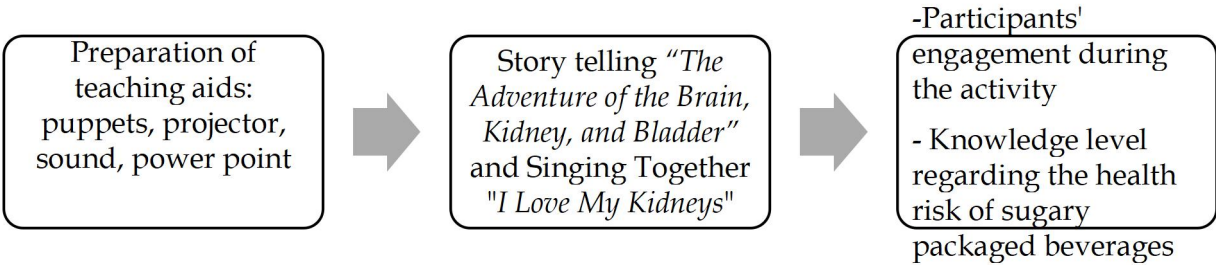 Preparation of
teaching aids:
puppets, projector,
sound, power point
Story telling “The
Adventure of the Brain,
Kidney, and Bladder”
and Singing Together
"I Love My Kidneys"
-Participants'
engagement during
the activity
- Knowledge level
regarding the health
risk of sugary
packaged beverages